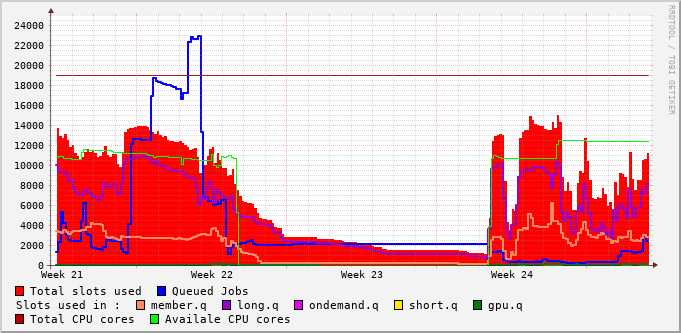 24000
22000
20000
18000
16000
14000
12000
10000
8000
6000
4000
2000
0
Week 21 Week 22 Week 23 Week 24
Total slots used Queued Jobs
Slots used in : member.q long.q ondemand.q short.q gpu.q
Total CPU cores Availale CPU cores
RRDTOOL / TOBI OETIKER